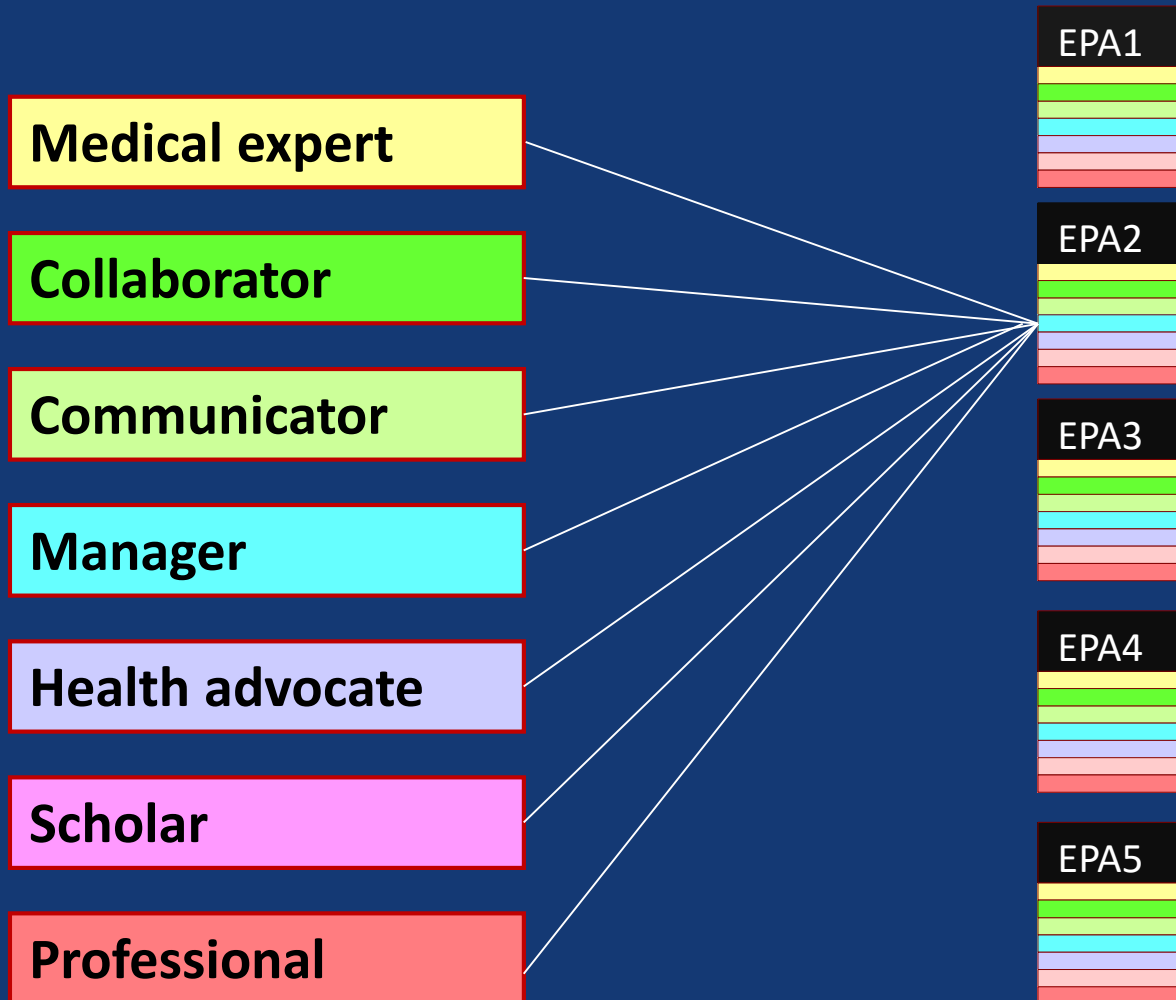 Medical expert
Collaborator
Communicator
Manager
Health advocate
Scholar
Professional
EPA1
EPA2
EPA3
EPA4
EPA5